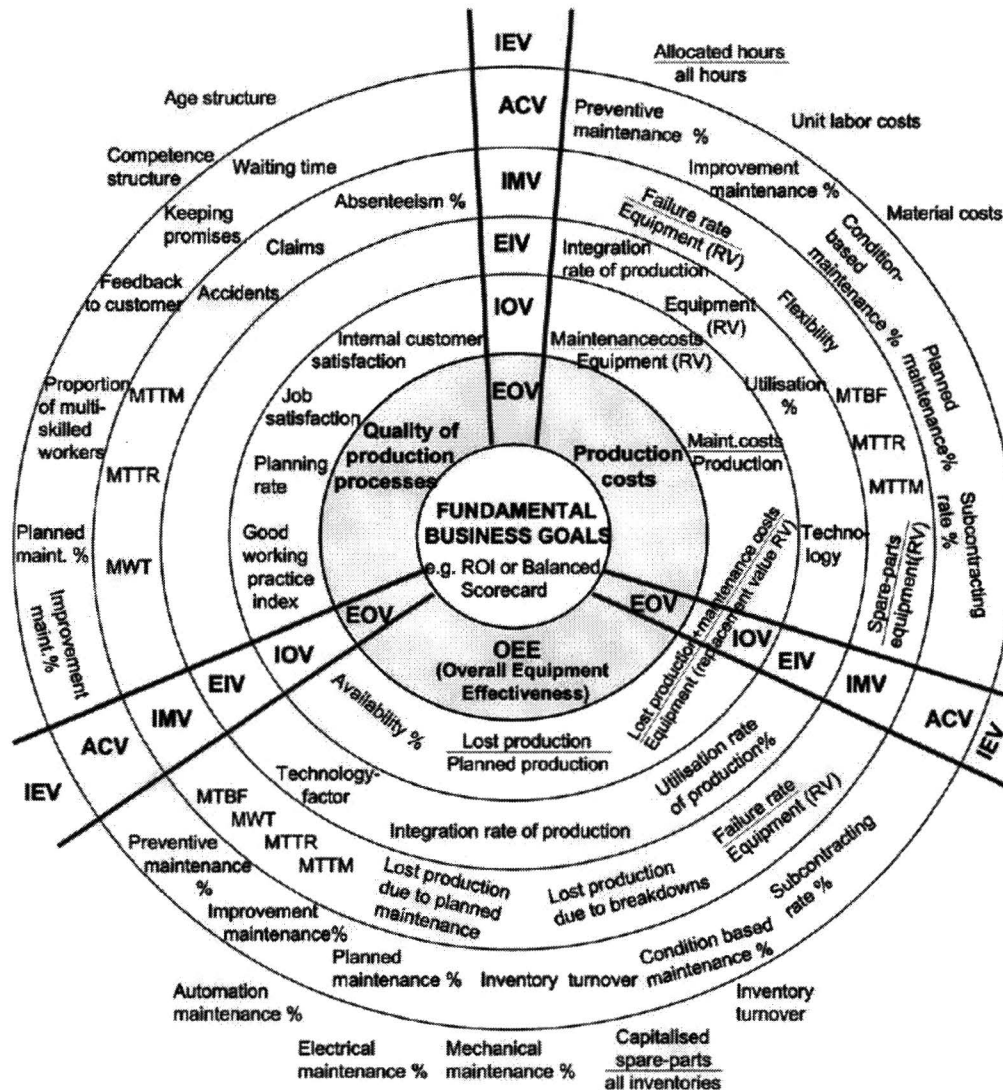 IEV
ACV
IMV
EIV
IOV
EOV
Allocated hours
all hours
Unit labor costs
Material costs
Preventive
maintenance %
Improvement
maintenance %
Condition-
based
maintenance %
Planned
maintenance%
Subcontracting
rate %
Failure rate
Equipment (RV)
Flexibility
MTBF
MTTR
MTTM
Spare-parts
equipment(RV)
Integration
rate of production
Equipment
(RV)
Utilisation
%
Techno-
logy
Maintenancecosts
Equipment (RV)
Maint.costs
Production
Lost production+maintenance costs
Equipment (replacement value RV)
Production
costs
Age structure
Competence
structure
Waiting time
Keeping
promises
Feedback
to customer
Proportion
of multi-
skilled
workers
Planned
maint. %
Improvement
maint.%
Absenteeism %
Claims
Accidents
MTTM
MTTR
MWT
Internal customer
satisfaction
Job
satisfaction
Planning
rate
Good
working
practice
index
Quality of
production
processes
FUNDAMENTAL
BUSINESS GOALS
e.g. ROI or Balanced
Scorecard
EOV
IOV
EIV
IMV
ACV
IEV
EOV
IOV
EIV
IMV
ACV
IEV
OEE
(Overall Equipment
Effectiveness)
Availability %
Lost production
Planned production
Technology-
factor
Integration rate of production
Utilisation rate
of production%
MTBF
MWT
MTTR
MTTM
Lost production
due to planned
maintenance
Lost production
due to breakdowns
Failure rate
Equipment (RV)
Preventive
maintenance
%
Improvement
maintenance%
Planned
maintenance %
Inventory turnover
Condition based
maintenance %
Subcontracting
rate %
Automation
maintenance %
Electrical
maintenance %
Mechanical
maintenance %
Capitalised
spare-parts
all inventories
Inventory
turnover